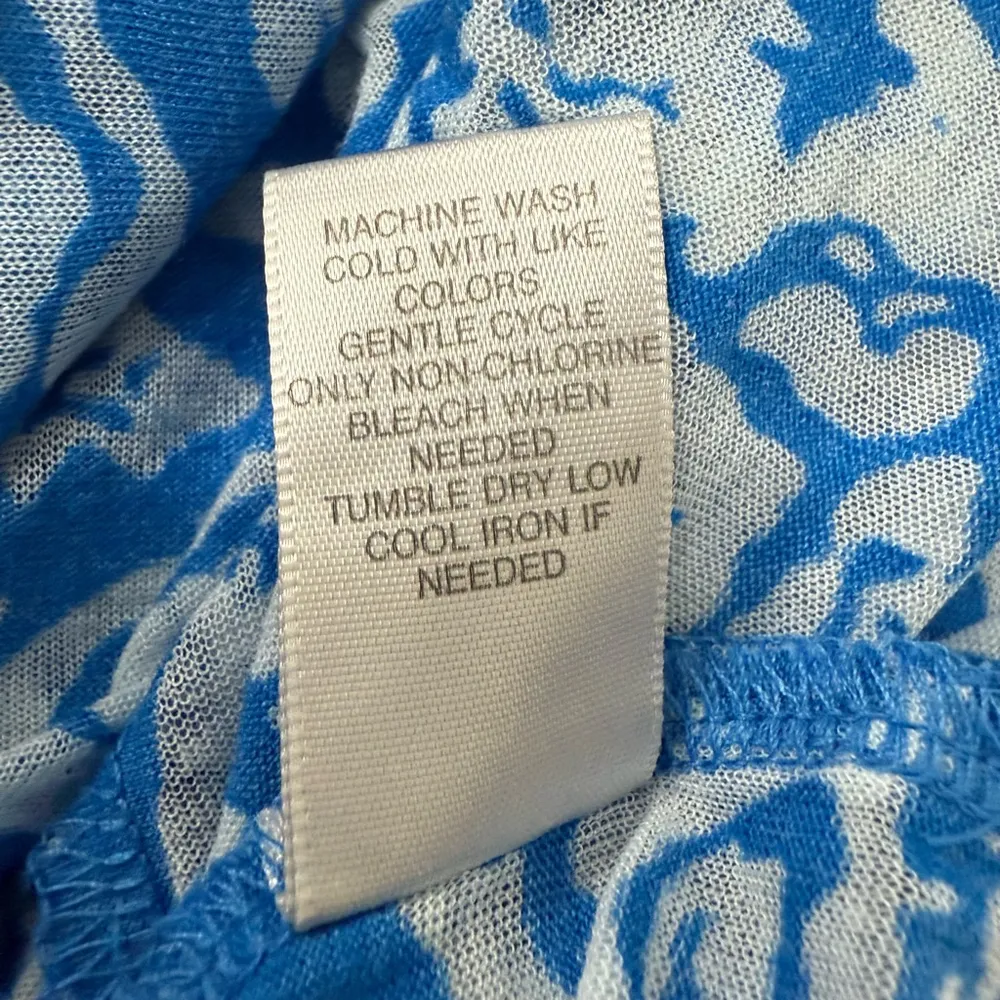 MACHINE WASH
COLD WITH LIKE
COLORS
GENTLE CYCLE
ONLY NON-CHLORINE
BLEACH WHEN
NEEDED
TUMBLE DRY LOW
COOL IRON IF
NEEDED